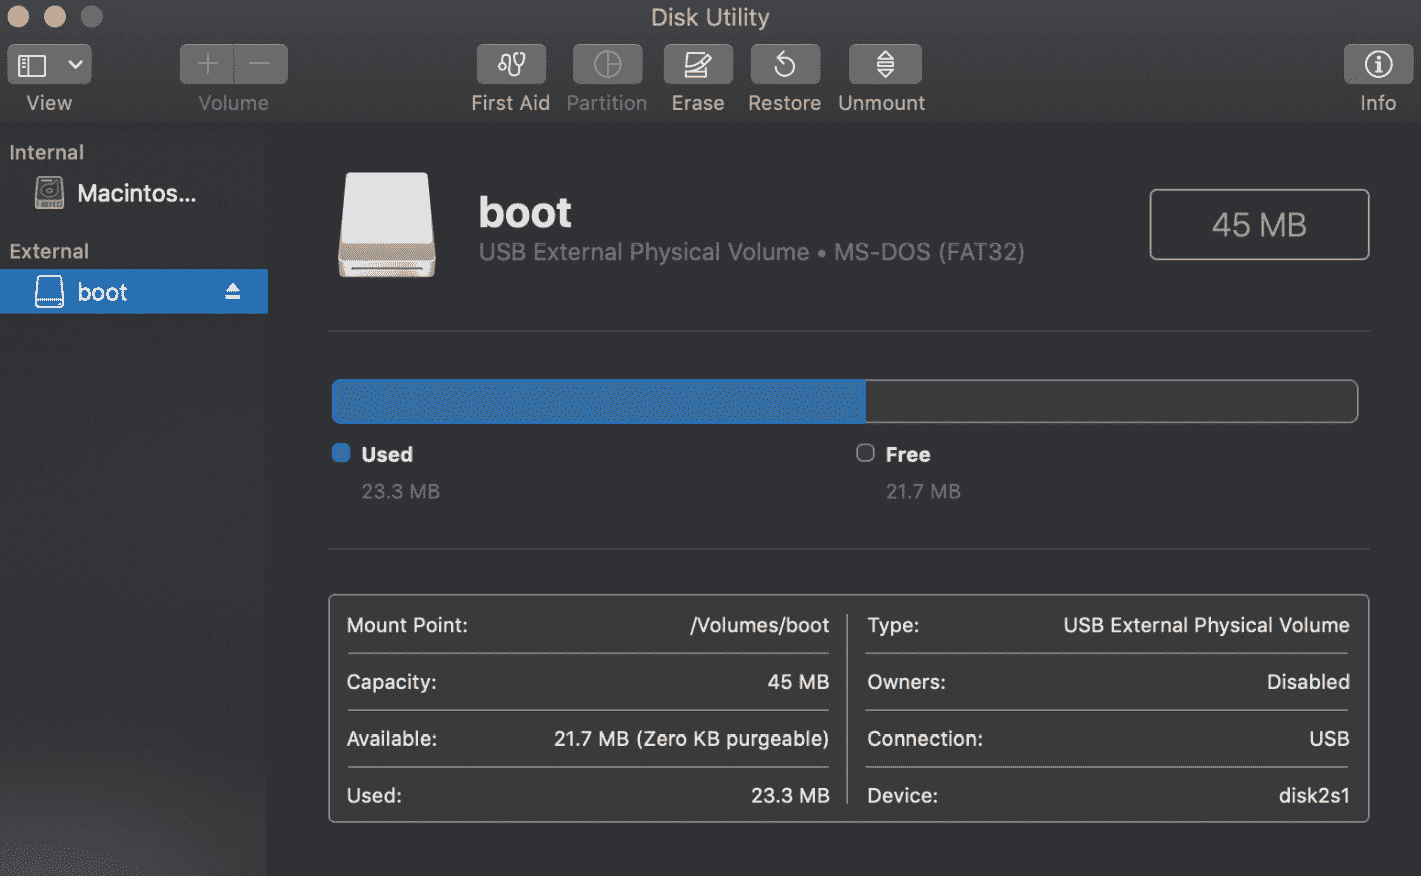 Disk Utility
View
Volume
First Aid
Partition
Erase
Restore
Unmount
Info
Internal
Macintos...
External
boot
boot
USB External Physical Volume • MS-DOS (FAT32)
45 MB
Used
23.3 MB
Free
21.7 MB
Mount Point: /Volumes/boot
Capacity: 45 MB
Available: 21.7 MB (Zero KB purgeable)
Used: 23.3 MB
Type: USB External Physical Volume
Owners: Disabled
Connection: USB
Device: disk2s1